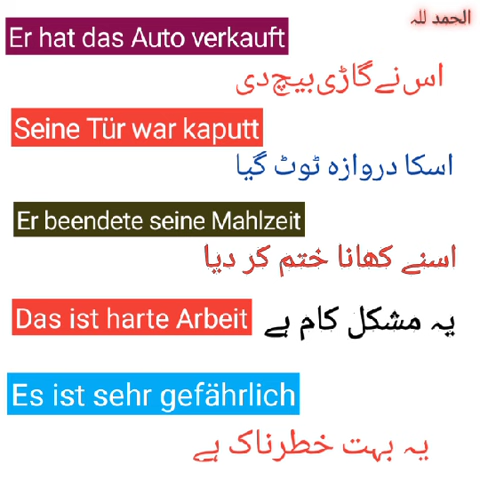 الحمد للہ
Er hat das Auto verkauft
اس نے گاڑی بیچ دی
Seine Tür war kaputt
اسکا دروازہ ٹوٹ گیا
Er beendete seine Mahlzeit
اسنے کھانا ختم کر دیا
Das ist harte Arbeit یہ مشکل کام ہے
Es ist sehr gefährlich
یہ بہت خطرناک ہے